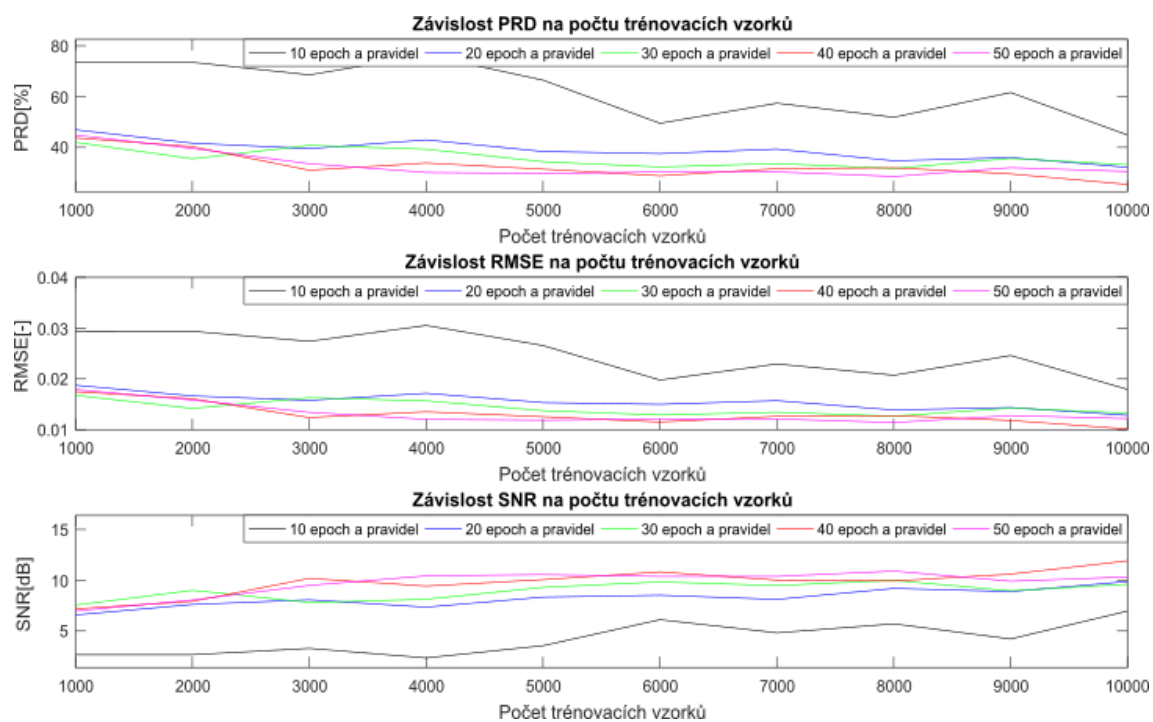 Závislost PRD na počtu trénovacích vzorků
10 epoch a pravidel 20 epoch a pravidel 30 epoch a pravidel 40 epoch a pravidel 50 epoch a pravidel
PRD[%]
80
60
40
1000 2000 3000 4000 5000 6000 7000 8000 9000 10000
Počet trénovacích vzorků
Závislost RMSE na počtu trénovacích vzorků
10 epoch a pravidel 20 epoch a pravidel 30 epoch a pravidel 40 epoch a pravidel 50 epoch a pravidel
RMSE[-]
0.04
0.03
0.02
0.01
1000 2000 3000 4000 5000 6000 7000 8000 9000 10000
Počet trénovacích vzorků
Závislost SNR na počtu trénovacích vzorků
10 epoch a pravidel 20 epoch a pravidel 30 epoch a pravidel 40 epoch a pravidel 50 epoch a pravidel
SNR[dB]
15
10
5
1000 2000 3000 4000 5000 6000 7000 8000 9000 10000
Počet trénovacích vzorků